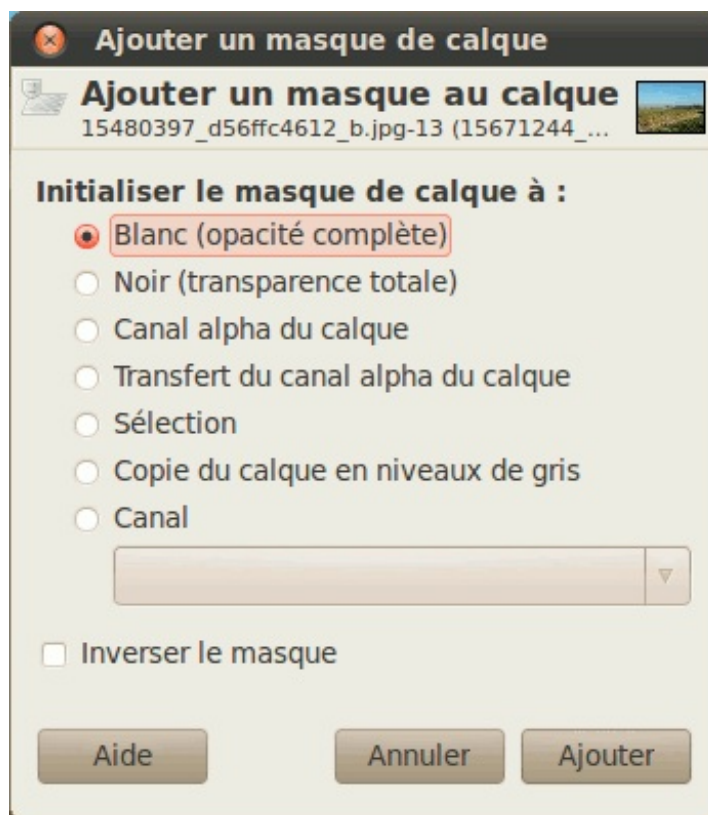 Ajouter un masque de calque
Ajouter un masque au calque
15480397_d56ffc4612_b.jpg-13 (15671244_...
Initialiser le masque de calque à :
Blanc (opacité complète)
Noir (transparence totale)
Canal alpha du calque
Transfert du canal alpha du calque
Sélection
Copie du calque en niveaux de gris
Canal
Inverser le masque
Aide
Annuler
Ajouter